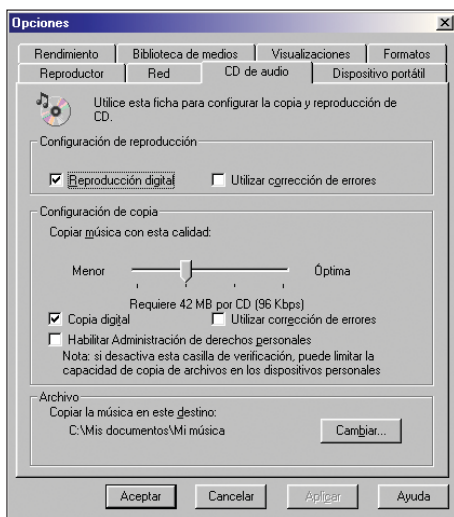 Opciones
Rendimiento Biblioteca de medios Visualizaciones Formatos
Reproductor Red CD de audio Dispositivo portátil
Utilice esta ficha para configurar la copia y reproducción de
CD.
Configuración de reproducción
Reproducción digital Utilizar corrección de errores
Configuración de copia
Copiar música con esta calidad:
Menor Óptima
Requiere 42 MB por CD (96 Kbps)
Copia digital Utilizar corrección de errores
Habilitar Administración de derechos personales
Nota: si desactiva esta casilla de verificación, puede limitar la
capacidad de copia de archivos en los dispositivos personales
Archivo
Copiar la música en este destino:
C:\Mis documentos\Mi música Cambiar...
Aceptar Cancelar Aplicar Ayuda